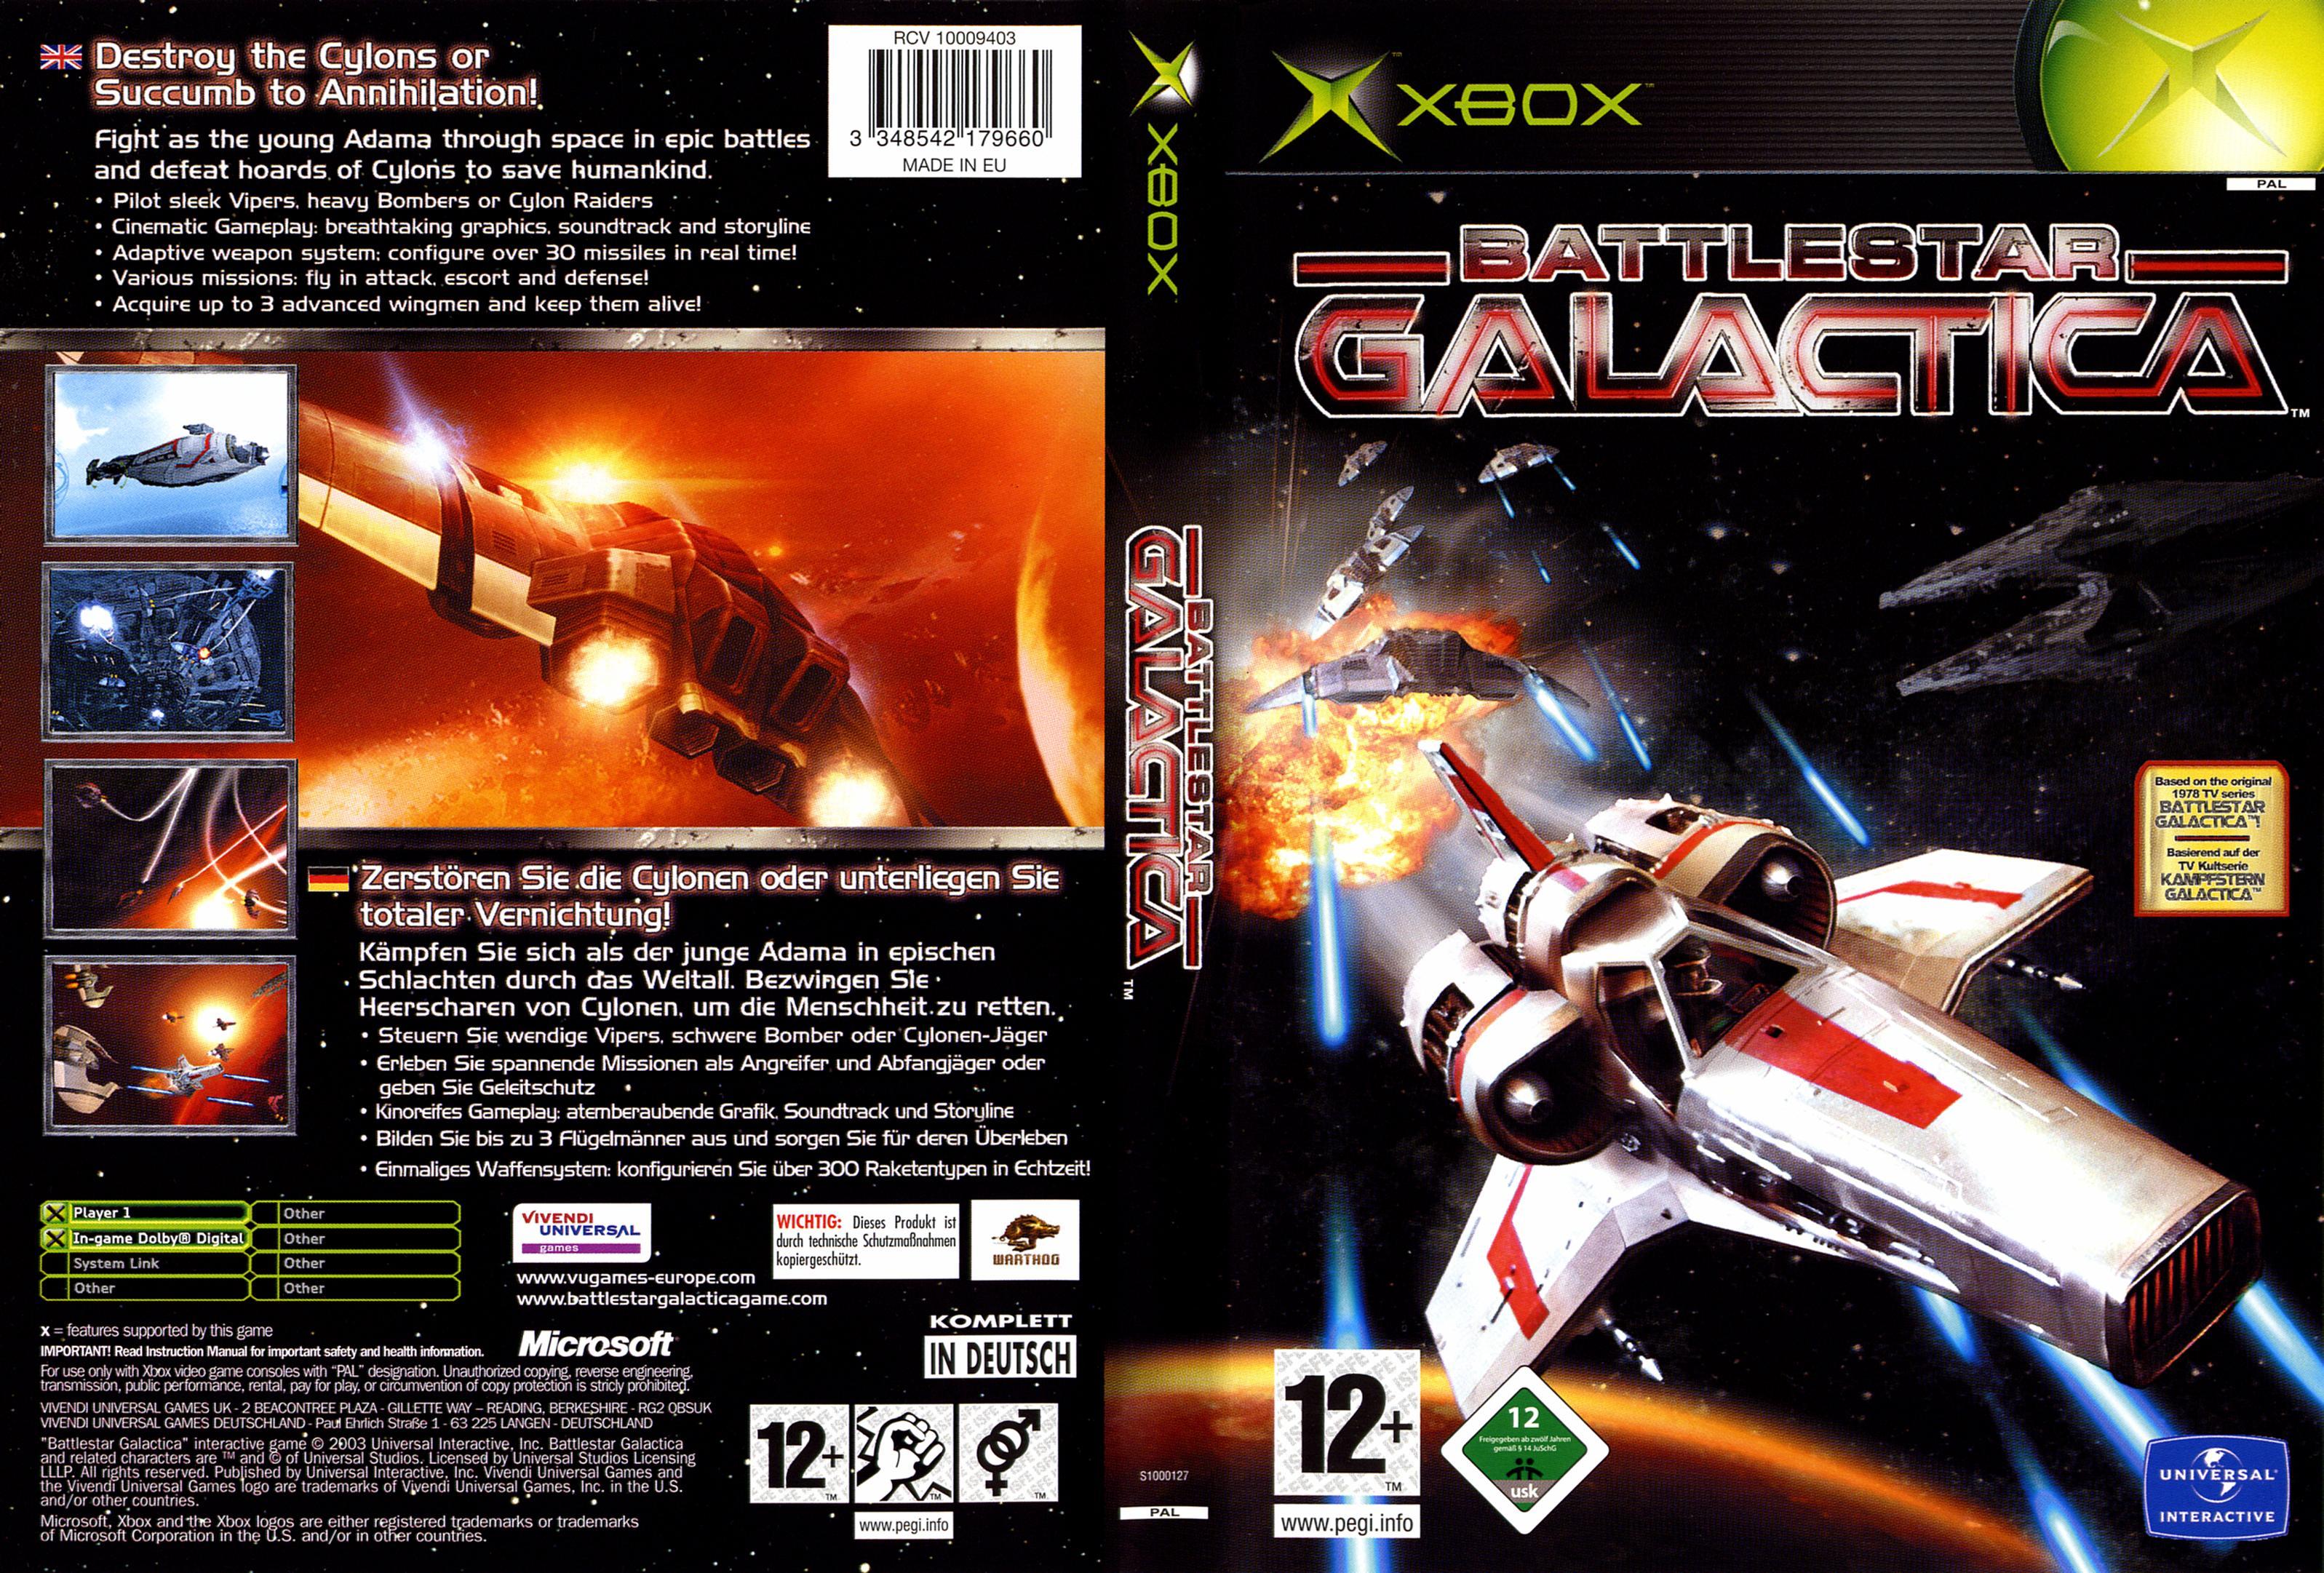 Destroy the Cylons or
Succumb to Annihilation!
Fight as the young Adama through space in epic battles
and defeat hoards of Cylons to save humankind.
• Pilot sleek Vipers, heavy Bombers or Cylon Raiders
• Cinematic Gameplay: breathtaking graphics, soundtrack and storyline
• Adaptive weapon system: configure over 30 missiles in real time!
• Various missions: fly in attack, escort and defense!
• Acquire up to 3 advanced wingmen and keep them alive!
RCV 10009403
3 348542 179660
MADE IN EU
Zerstören Sie die Cylonen oder unterliegen Sie
totaler Vernichtung!
Kämpfen Sie sich als der junge Adama in epischen
Schlachten durch das Weltall. Bezwingen Sie
Heerscharen von Cylonen, um die Menschheit zu retten.
• Steuern Sie wendige Vipers, schwere Bomber oder Cylonen-Jäger
• Erleben Sie spannende Missionen als Angreifer und Abfangjäger oder
geben Sie Geleitschutz
• Kinoreifes Gameplay: atemberaubende Grafik, Soundtrack und Storyline
• Bilden Sie bis zu 3 Flügelmänner aus und sorgen Sie für deren Überleben
• Einmaliges Waffensystem: konfigurieren Sie über 300 Raketentypen in Echtzeit!
Player 1
Other
In-game Dolby® Digital
Other
System Link
Other
Other
Other
x = features supported by this game
IMPORTANT! Read Instruction Manual for important safety and health information.
For use only with Xbox video game consoles with "PAL" designation. Unauthorized copying, reverse engineering,
transmission, public performance, rental, pay for play, or circumvention of copy protection is stricly prohibited.
VIVENDI UNIVERSAL GAMES UK - 2 BEACONTREE PLAZA - GILLETTE WAY – READING, BERKESHIRE - RG2 OBSUK
VIVENDI UNIVERSAL GAMES DEUTSCHLAND - Paul Ehrlich Straße 1 - 63 225 LANGEN - DEUTSCHLAND
"Battlestar Galactica" interactive game © 2003 Universal Interactive, Inc. Battlestar Galactica
and related characters are ™ and © of Universal Studios. Licensed by Universal Studios Licensing
LLLP. All rights reserved. Published by Universal Interactive, Inc. Vivendi Universal Games and
the Vivendi Universal Games logo are trademarks of Vivendi Universal Games, Inc. in the U.S.
and/or other countries.
Microsoft, Xbox and the Xbox logos are either registered trademarks or trademarks
of Microsoft Corporation in the U.S. and/or in other countries.
VIVENDI
UNIVERSAL
games
www.vugames-europe.com
www.battlestargalacticagame.com
Microsoft
WICHTIG: Dieses Produkt ist
durch technische Schutzmaßnahmen
kopiergeschützt.
WARTHOG
KOMPLETT
IN DEUTSCH
12+™
™
™
www.pegi.info
XBOX
BATTLESTAR
GALACTICA™
S1000127
PAL
XBOX™
PAL
BATTLESTAR
GALACTICA™
Based on the original
1978 TV series
BATTLESTAR
GALACTICA™!
Basierend auf der
TV Kultserie
KAMPFSTERN
GALACTICA™
12+™
www.pegi.info
12
Freigegeben ab zwölf Jahren
gemäß § 14 JuSchG
usk
UNIVERSAL
INTERACTIVE